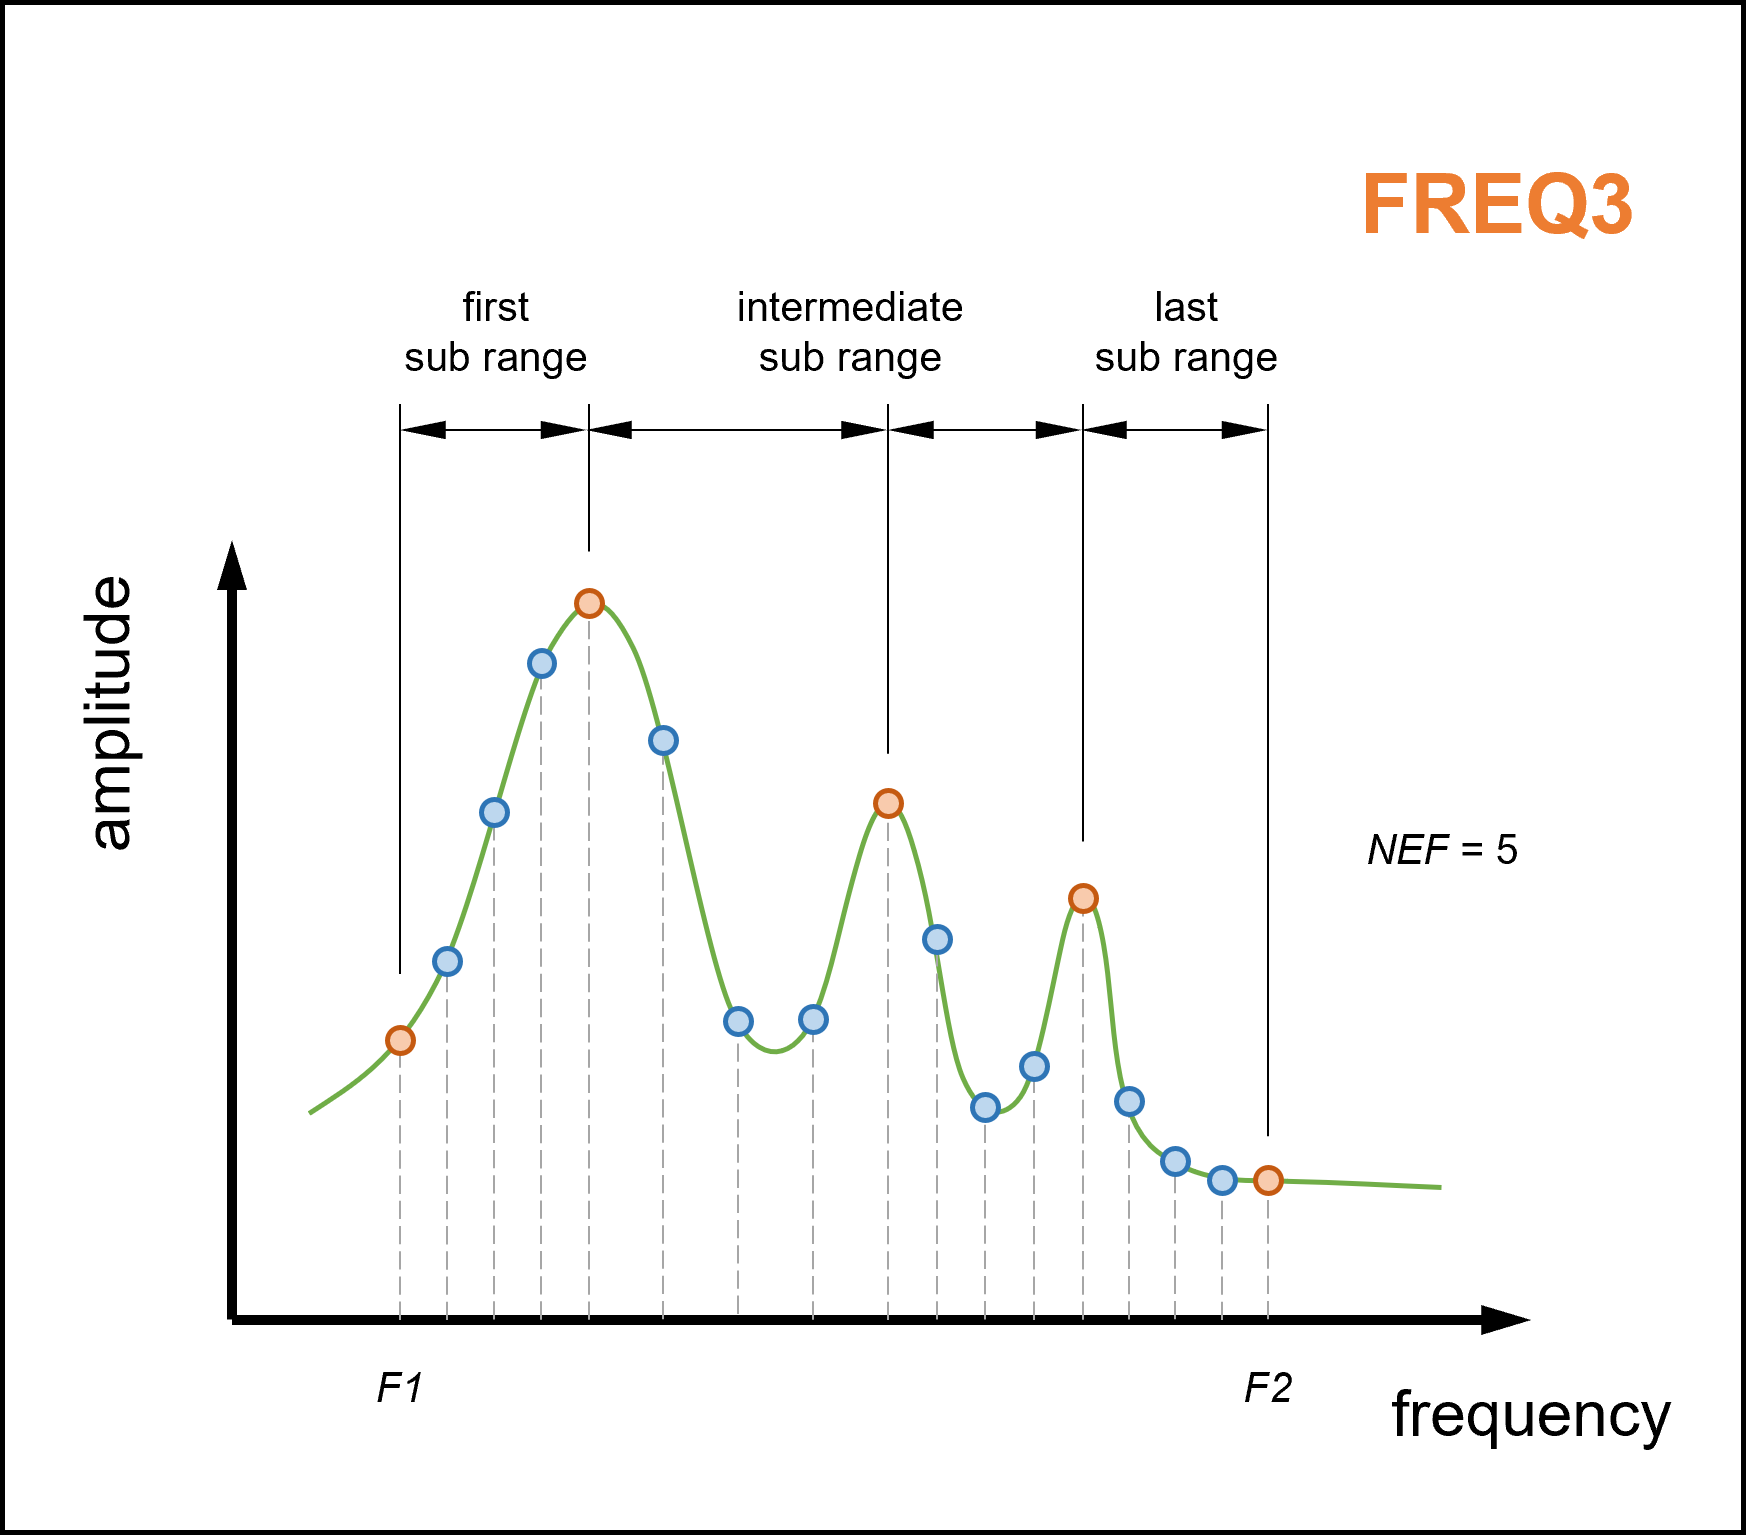 FREQ3
first
sub range
intermediate
sub range
last
sub range
amplitude
NEF = 5
F1
F2
frequency